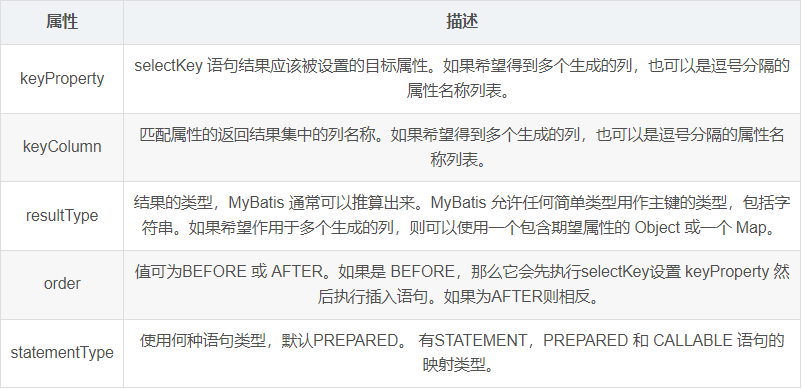 属性 描述
keyProperty selectKey 语句结果应该被设置的目标属性。如果希望得到多个生成的列，也可以是逗号分隔的
属性名称列表。
keyColumn 匹配属性的返回结果集中的列名称。如果希望得到多个生成的列，也可以是逗号分隔的属性名
称列表。
resultType 结果的类型，MyBatis 通常可以推算出来。MyBatis 允许任何简单类型用作主键的类型，包括字
符串。如果希望作用于多个生成的列，则可以使用一个包含期望属性的 Object 或一个 Map。
order 值可为BEFORE 或 AFTER。如果是 BEFORE，那么它会先执行selectKey设置 keyProperty 然
后执行插入语句。如果为AFTER则相反。
statementType 使用何种语句类型，默认PREPARED。 有STATEMENT，PREPARED 和 CALLABLE 语句的
映射类型。